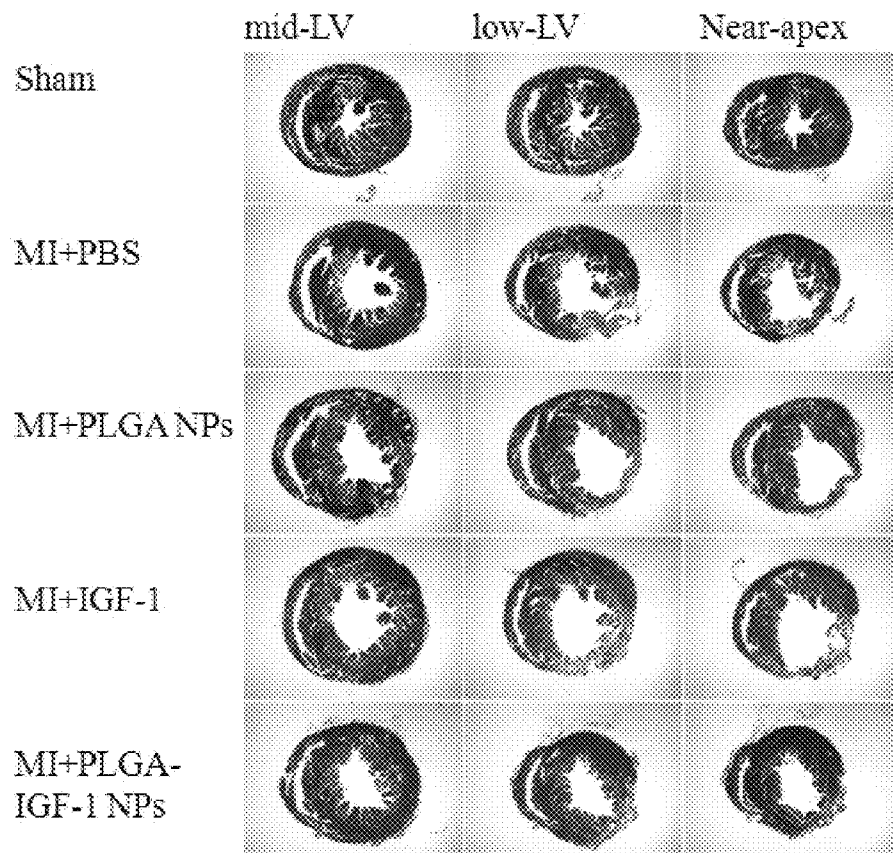 mid-LV low-LV Near-apex
Sham
MI+PBS
MI+PLGA NPs
MI+IGF-1
MI+PLGA-
IGF-1 NPs